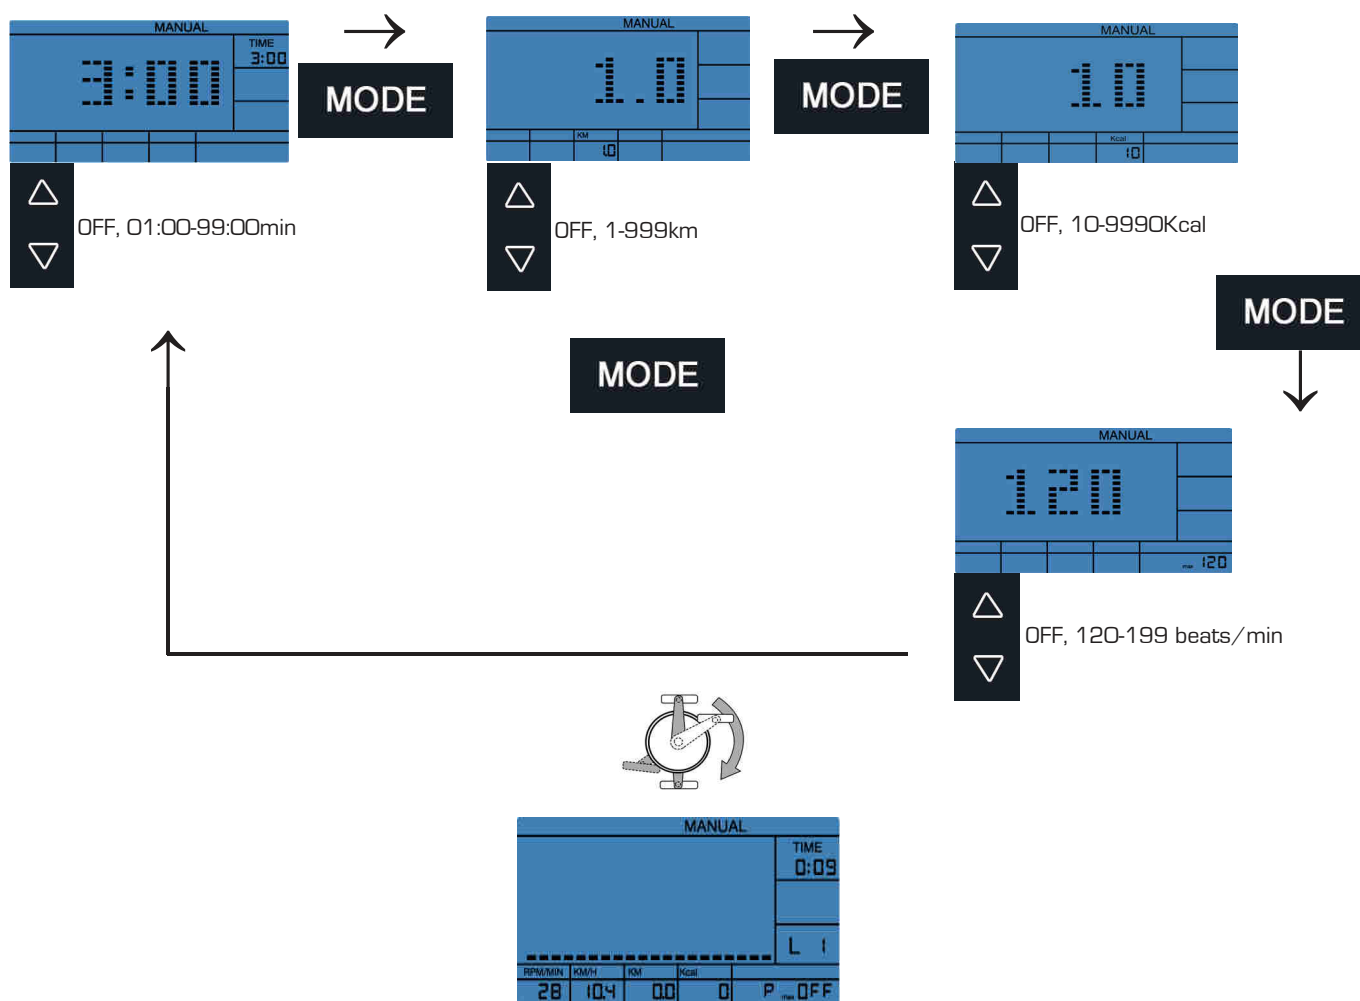 MANUAL
TIME
3:00
3:00
MODE
OFF, 01:00-99:00min
MANUAL
1.0
KM
1.0
MODE
OFF, 1-999km
MANUAL
10
Kcal
10
OFF, 10-9990Kcal
MODE
MODE
MANUAL
120
max 120
OFF, 120-199 beats/min
MANUAL
TIME
0:09
L 1
RPM/MIN KM/H KM Kcal
28 10.4 0.0 0 P max OFF